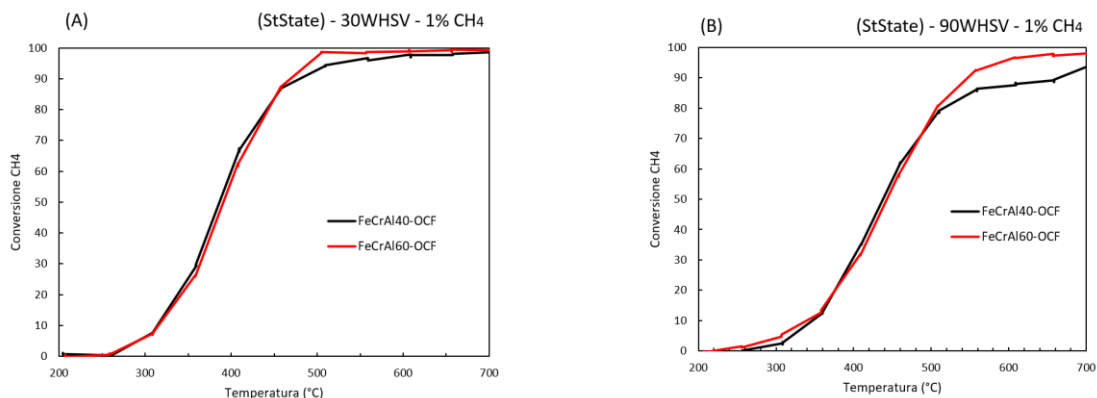 (A) (StState) - 30WHSV - 1% CH4
100
90
80
70
60
50
40
30
20
10
0
Conversione CH4
FeCrAl40-OCF
FeCrAl60-OCF
200 300 400 500 600 700
Temperatura (°C)
(B) (StState) - 90WHSV - 1% CH4
100
90
80
70
60
50
40
30
20
10
0
Conversione CH4
FeCrAl40-OCF
FeCrAl60-OCF
200 300 400 500 600 700
Temperatura (°C)